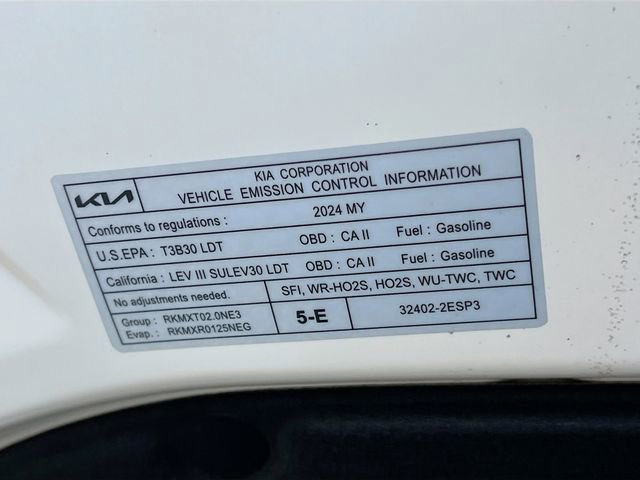 KIA CORPORATION
KIA VEHICLE EMISSION CONTROL INFORMATION
Conforms to regulations : 2024 MY
U.S.EPA : T3B30 LDT OBD : CA II Fuel : Gasoline
California : LEV III SULEV30 LDT OBD : CA II Fuel : Gasoline
No adjustments needed. SFI, WR-HO2S, HO2S, WU-TWC, TWC
Group : RKMXT02.0NE3 5-E 32402-2ESP3
Evap. : RKMXR0125NEG